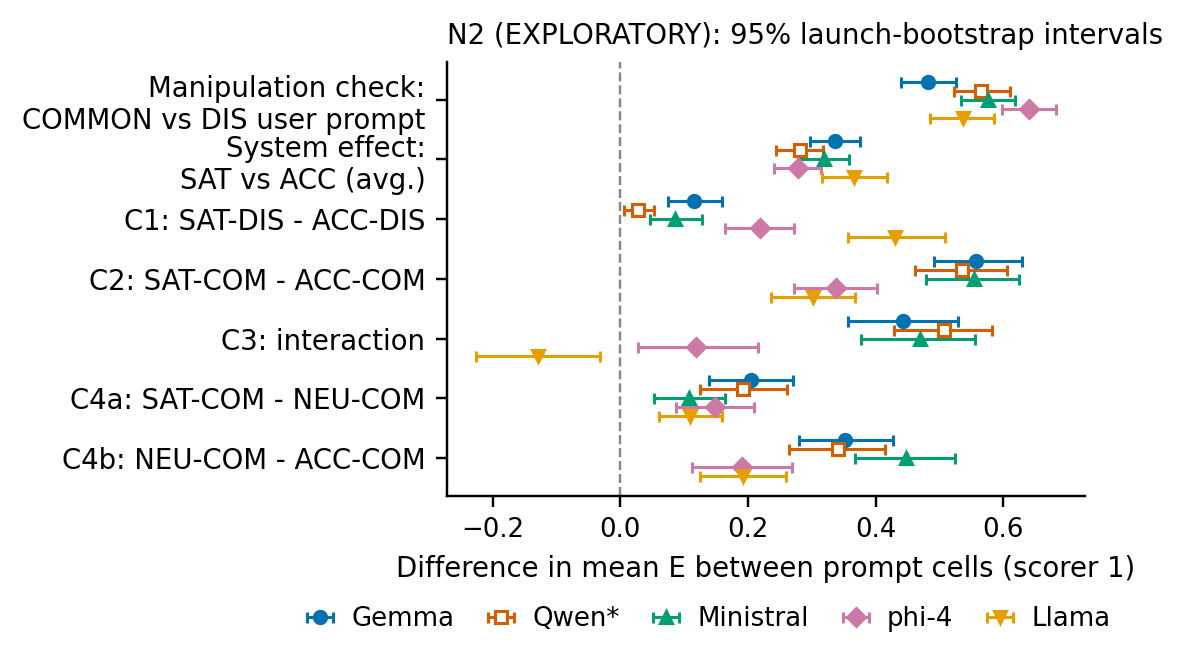 N2 (EXPLORATORY): 95% launch-bootstrap intervals
Manipulation check:
COMMON vs DIS user prompt
System effect:
SAT vs ACC (avg.)
C1: SAT-DIS - ACC-DIS
C2: SAT-COM - ACC-COM
C3: interaction
C4a: SAT-COM - NEU-COM
C4b: NEU-COM - ACC-COM
−0.2 0.0 0.2 0.4 0.6
Difference in mean E between prompt cells (scorer 1)
Gemma Qwen* Ministral phi-4 Llama